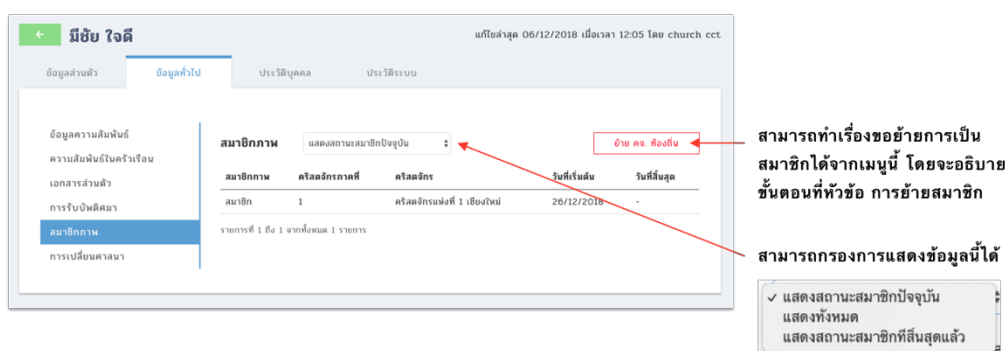 มีชัย ใจดี
แก้ไขล่าสุด 06/12/2018 เมื่อเวลา 12:05 โดย church cct
ข้อมูลส่วนตัว ข้อมูลทั่วไป ประวัติบุคคล ประวัติระบบ
ข้อมูลความสัมพันธ์
ความสัมพันธ์ในครัวเรือน
เอกสารส่วนตัว
การรับบัพติศมา
สมาชิกภาพ
การเปลี่ยนศาสนา
สมาชิกภาพ แสดงสถานะสมาชิกปัจจุบัน ย้าย คจ. ท้องถิ่น
สมาชิกภาพ คริสตจักรภาคที่ คริสตจักร วันที่เริ่มต้น วันที่สิ้นสุด
สมาชิก 1 คริสตจักรแห่งที่ 1 เชียงใหม่ 26/12/2018 -
รายการที่ 1 ถึง 1 จากทั้งหมด 1 รายการ
สามารถทำเรื่องขอย้ายการเป็น
สมาชิกได้จากเมนูนี้ โดยจะอธิบาย
ขั้นตอนที่หัวข้อ การย้ายสมาชิก
สามารถกรองการแสดงข้อมูลนี้ได้
✓ แสดงสถานะสมาชิกปัจจุบัน
แสดงทั้งหมด
แสดงสถานะสมาชิกที่สิ้นสุดแล้ว